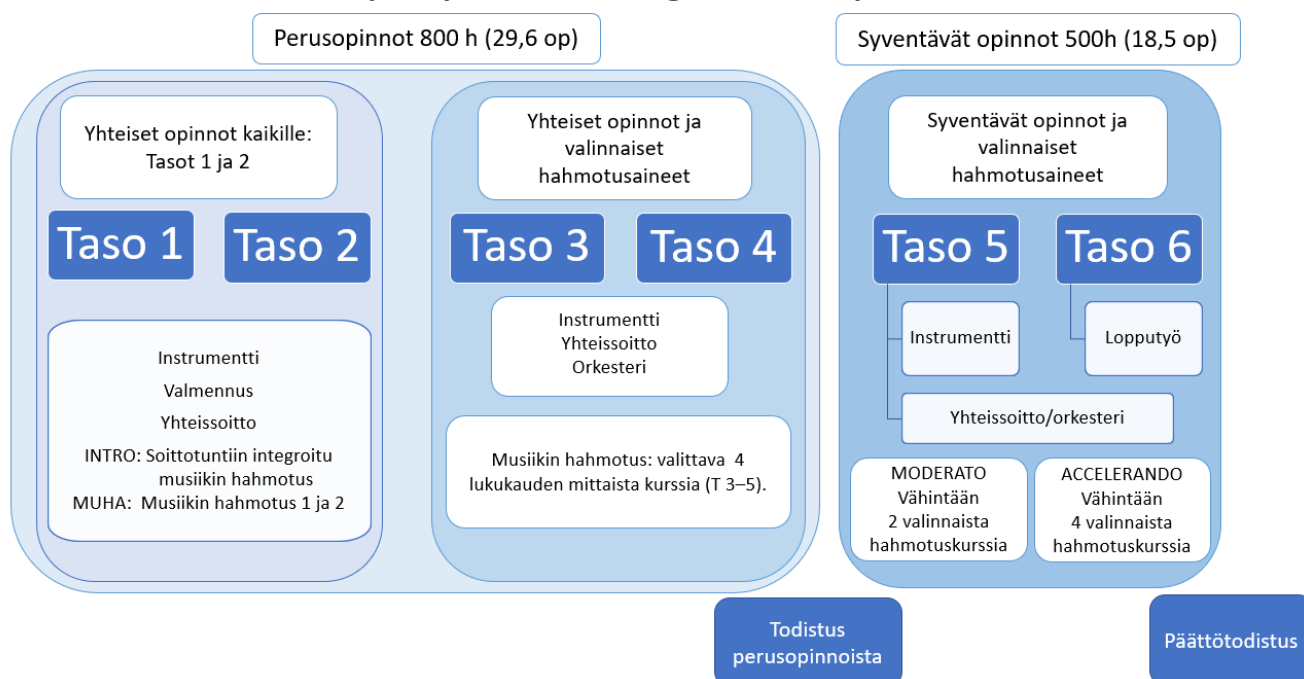 Perusopinnot 800 h (29,6 op)
Syventävät opinnot 500h (18,5 op)
Yhteiset opinnot kaikille:
Tasot 1 ja 2
Taso 1
Taso 2
Instrumentti
Valmennus
Yhteissoitto
INTRO: Soittotuntiin integroitu
musiikin hahmotus
MUHA: Musiikin hahmotus 1 ja 2
Yhteiset opinnot ja
valinnaiset
hahmotusaineet
Taso 3
Taso 4
Instrumentti
Yhteissoitto
Orkesteri
Musiikin hahmotus: valittava 4
lukukauden mittaista kurssia (T 3–5).
Syventävät opinnot ja
valinnaiset
hahmotusaineet
Taso 5
Taso 6
Instrumentti
Lopputyö
Yhteissoitto/orkesteri
MODERATO
Vähintään
2 valinnaista
hahmotuskurssia
ACCELERANDO
Vähintään
4 valinnaista
hahmotuskurssia
Todistus
perusopinnoista
Päättötodistus